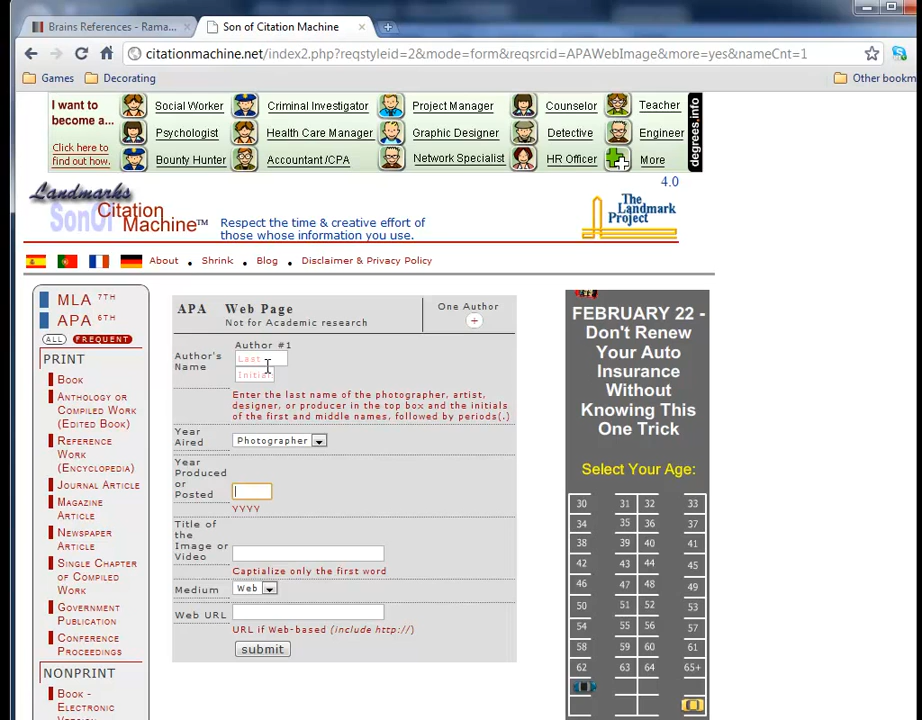 Brains References - Rama...
Son of Citation Machine
citationmachine.net/index2.php?reqstyleid=2&mode=form&reqsrcid=APAWebImage&more=yes&nameCnt=1
Games
Decorating
Other bookm
I want to become a...
Click here to find out how.
Social Worker
Criminal Investigator
Project Manager
Counselor
Teacher
Psychologist
Health Care Manager
Graphic Designer
Detective
Engineer
Bounty Hunter
Accountant/CPA
Network Specialist
HR Officer
More
degrees.info
4.0
Landmarks
SonOf Citation Machine™
Respect the time & creative effort of
those whose information you use.
The Landmark Project
About
Shrink
Blog
Disclaimer & Privacy Policy
MLA 7TH
APA 6TH
ALL
FREQUENT
PRINT
Book
Anthology or
Compiled Work
(Edited Book)
Reference
Work
(Encyclopedia)
Journal Article
Magazine
Article
Newspaper
Article
Single Chapter
of Compiled
Work
Government
Publication
Conference
Proceedings
NONPRINT
Book -
Electronic
APA Web Page
Not for Academic research
One Author
+
Author's
Name
Author #1
Last
Initial
Enter the last name of the photographer, artist,
designer, or producer in the top box and the initials
of the first and middle names, followed by periods(.)
Year
Aired
Photographer
Year
Produced
or
Posted
YYYY
Title of
the
Image or
Video
Captialize only the first word
Medium
Web
Web URL
URL if Web-based (include http://)
submit
FEBRUARY 22 -
Don't Renew
Your Auto
Insurance
Without
Knowing This
One Trick
Select Your Age:
30 31 32 33
34 35 36 37
38 39 40 41
42 43 44 45
46 47 48 49
50 51 52 53
54 55 56 57
58 59 60 61
62 63 64 65+